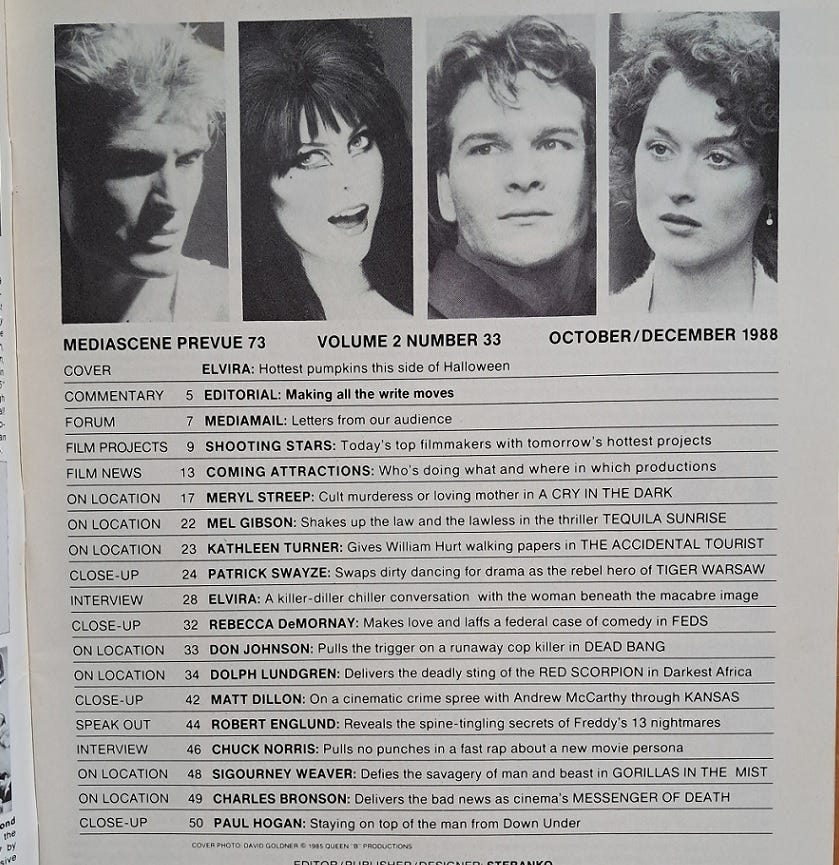 MEDIASCENE PREVUE 73 VOLUME 2 NUMBER 33 OCTOBER/DECEMBER 1988
COVER ELVIRA: Hottest pumpkins this side of Halloween
COMMENTARY 5 EDITORIAL: Making all the write moves
FORUM 7 MEDIAMAIL: Letters from our audience
FILM PROJECTS 9 SHOOTING STARS: Today's top filmmakers with tomorrow's hottest projects
FILM NEWS 13 COMING ATTRACTIONS: Who's doing what and where in which productions
ON LOCATION 17 MERYL STREEP: Cult murderess or loving mother in A CRY IN THE DARK
ON LOCATION 22 MEL GIBSON: Shakes up the law and the lawless in the thriller TEQUILA SUNRISE
ON LOCATION 23 KATHLEEN TURNER: Gives William Hurt walking papers in THE ACCIDENTAL TOURIST
CLOSE-UP 24 PATRICK SWAYZE: Swaps dirty dancing for drama as the rebel hero of TIGER WARSAW
INTERVIEW 28 ELVIRA: A killer-diller chiller conversation with the woman beneath the macabre image
CLOSE-UP 32 REBECCA DeMORNAY: Makes love and laffs a federal case of comedy in FEDS
ON LOCATION 33 DON JOHNSON: Pulls the trigger on a runaway cop killer in DEAD BANG
ON LOCATION 34 DOLPH LUNDGREN: Delivers the deadly sting of the RED SCORPION in Darkest Africa
CLOSE-UP 42 MATT DILLON: On a cinematic crime spree with Andrew McCarthy through KANSAS
SPEAK OUT 44 ROBERT ENGLUND: Reveals the spine-tingling secrets of Freddy's 13 nightmares
INTERVIEW 46 CHUCK NORRIS: Pulls no punches in a fast rap about a new movie persona
ON LOCATION 48 SIGOURNEY WEAVER: Defies the savagery of man and beast in GORILLAS IN THE MIST
ON LOCATION 49 CHARLES BRONSON: Delivers the bad news as cinema's MESSENGER OF DEATH
CLOSE-UP 50 PAUL HOGAN: Staying on top of the man from Down Under
COVER PHOTO: DAVID GOLDNER © 1985 QUEEN "B" PRODUCTIONS
EDITOR/PUBLISHER/DESIGNER: STERANKO